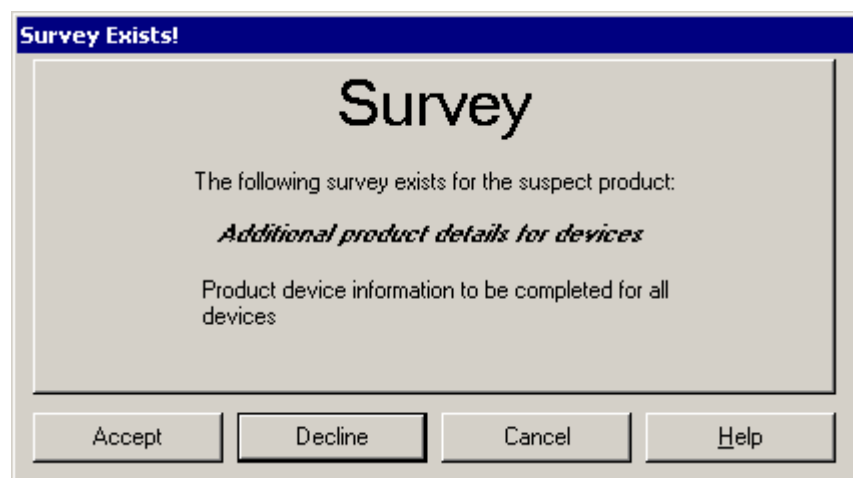 Survey Exists!
Survey
The following survey exists for the suspect product:
Additional product details for devices
Product device information to be completed for all
devices
Accept Decline Cancel Help